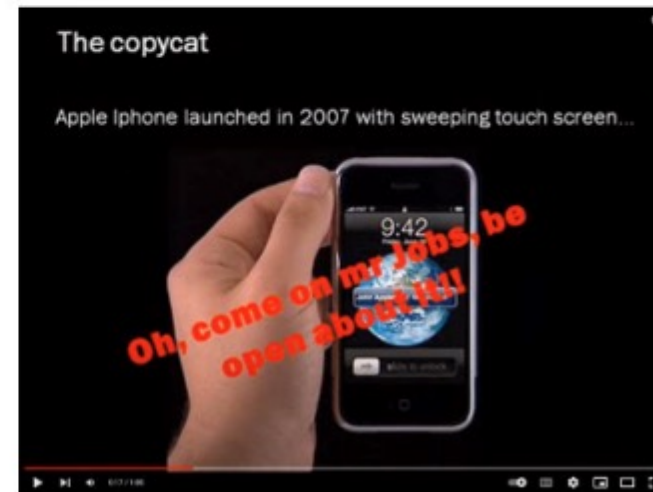 The copycat
Apple Iphone launched in 2007 with sweeping touch screen...
9:42
Oh, come on mr Jobs, be
open about it!!
slide to unlock